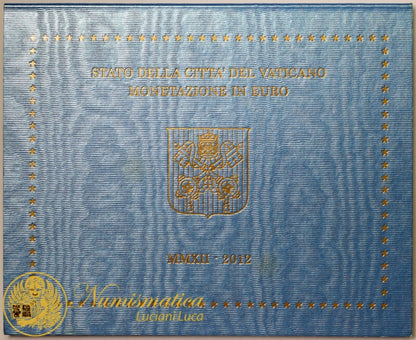 STATO DELLA CITTA' DEL VATICANO
MONETAZIONE IN EURO
MMXII - 2012
Numismatica
Luciani Luca